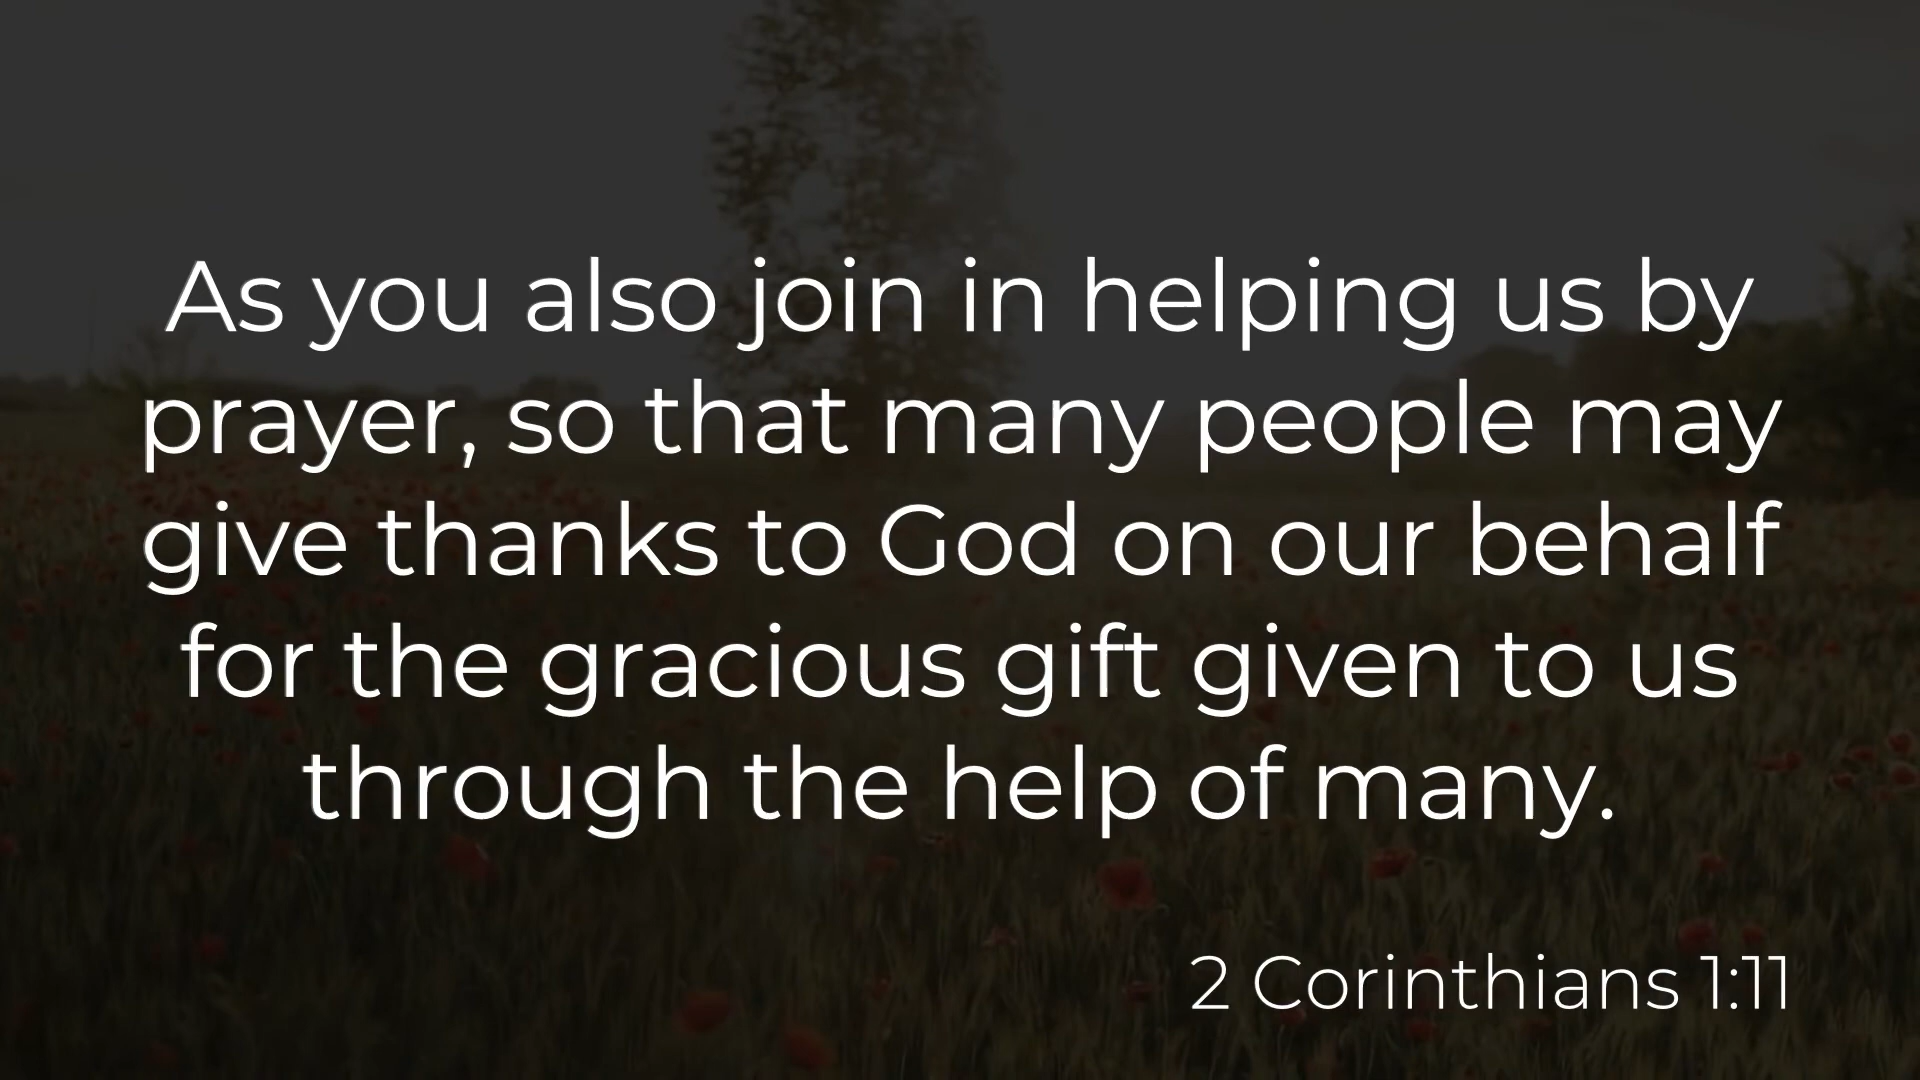 As you also join in helping us by
prayer, so that many people may
give thanks to God on our behalf
for the gracious gift given to us
through the help of many.
2 Corinthians 1:11